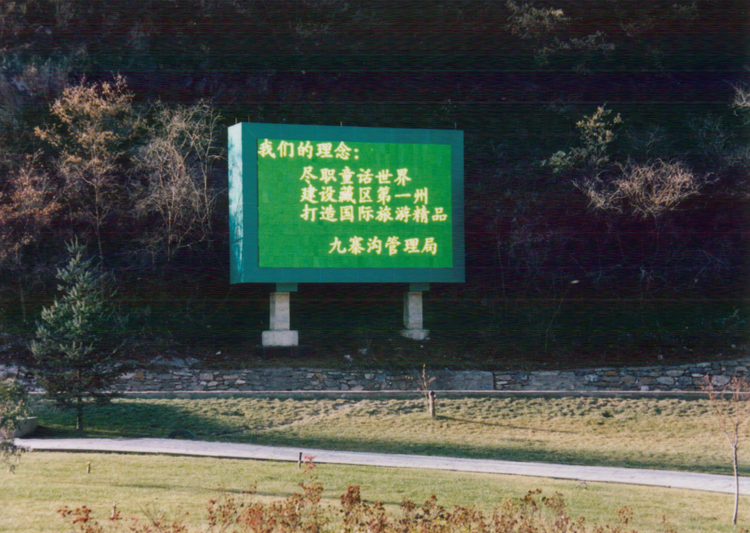 我们的理念:
尽职童话世界
建设藏区第一州
打造国际旅游精品
九寨沟管理局